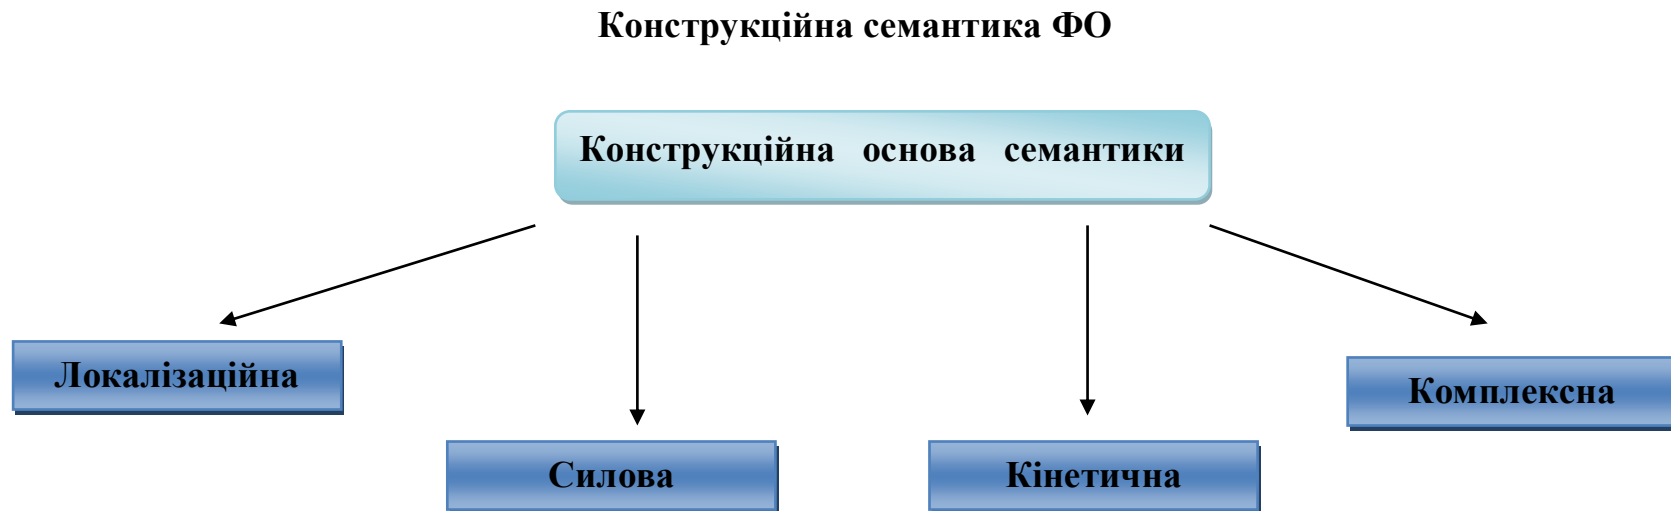 Конструкційна семантика ФО
Конструкційна основа семантики
Локалізаційна
Комплексна
Силова
Кінетична